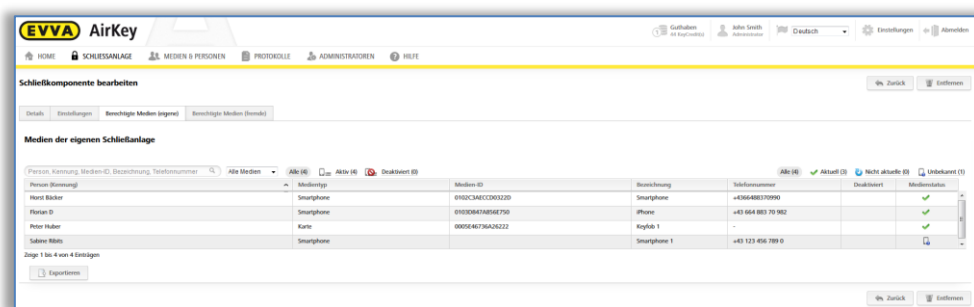 EVVA AirKey
Guthaben
44 KeyCredit(s)
John Smith
Administrator
Deutsch
Einstellungen
Abmelden
HOME SCHLIESSANLAGE MEDIEN & PERSONEN PROTOKOLLE ADMINISTRATOREN HILFE
Schließkomponente bearbeiten
Zurück Entfernen
Details Einstellungen Berechtigte Medien (eigene) Berechtigte Medien (fremde)
Medien der eigenen Schließanlage
Person, Kennung, Medien-ID, Bezeichnung, Telefonnummer Alle Medien Alle (4) Aktiv (4) Deaktiviert (0) Alle (4) Aktuell (3) Nicht aktuelle (0) Unbekannt (1)
Person (Kennung) Medientyp Medien-ID Bezeichnung Telefonnummer Deaktiviert Medienstatus
Horst Bäcker Smartphone 0102C3AECCD0322D Smartphone +4366488370990
Florian D Smartphone 0103D847A856E750 iPhone +43 664 883 70 982
Peter Huber Karte 0005E46736A26222 Keyfob 1 -
Sabine Ribits Smartphone Smartphone 1 +43 123 456 789 0
Zeige 1 bis 4 von 4 Einträgen
Exportieren
Zurück Entfernen